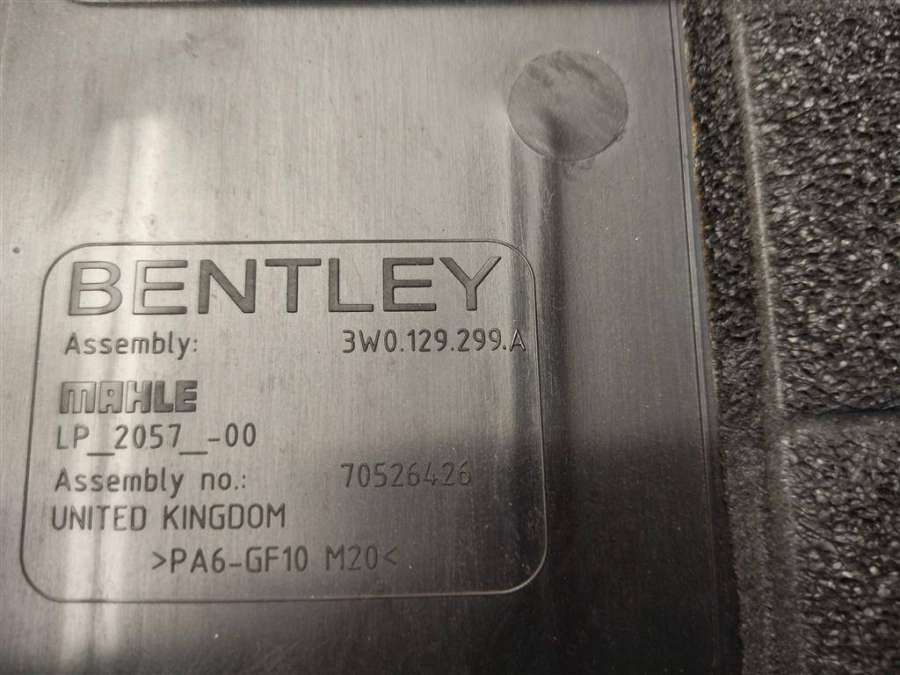 BENTLEY
Assembly: 3W0.129.299.A
MAHLE
LP_2057_-00
Assembly no.: 70526426
UNITED KINGDOM
>PA6-GF10 M20<